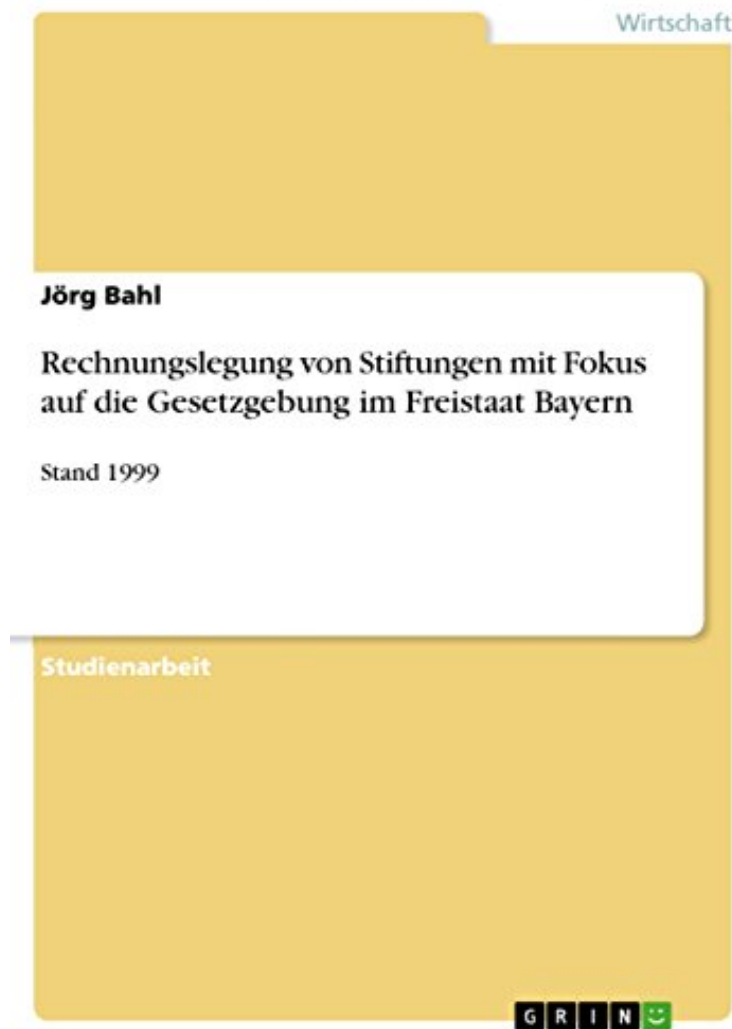 Wirtschaft
Jörg Bahl
Rechnungslegung von Stiftungen mit Fokus
auf die Gesetzgebung im Freistaat Bayern
Stand 1999
Studienarbeit
GRIN